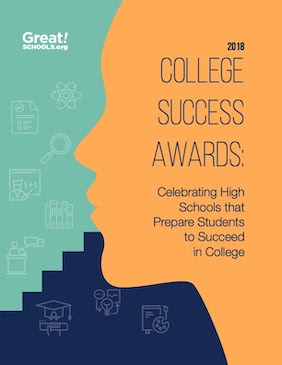 Great!
SCHOOLS.org
2018
COLLEGE
SUCCESS
AWARDS:
Celebrating High
Schools that
Prepare Students
to Succeed
in College